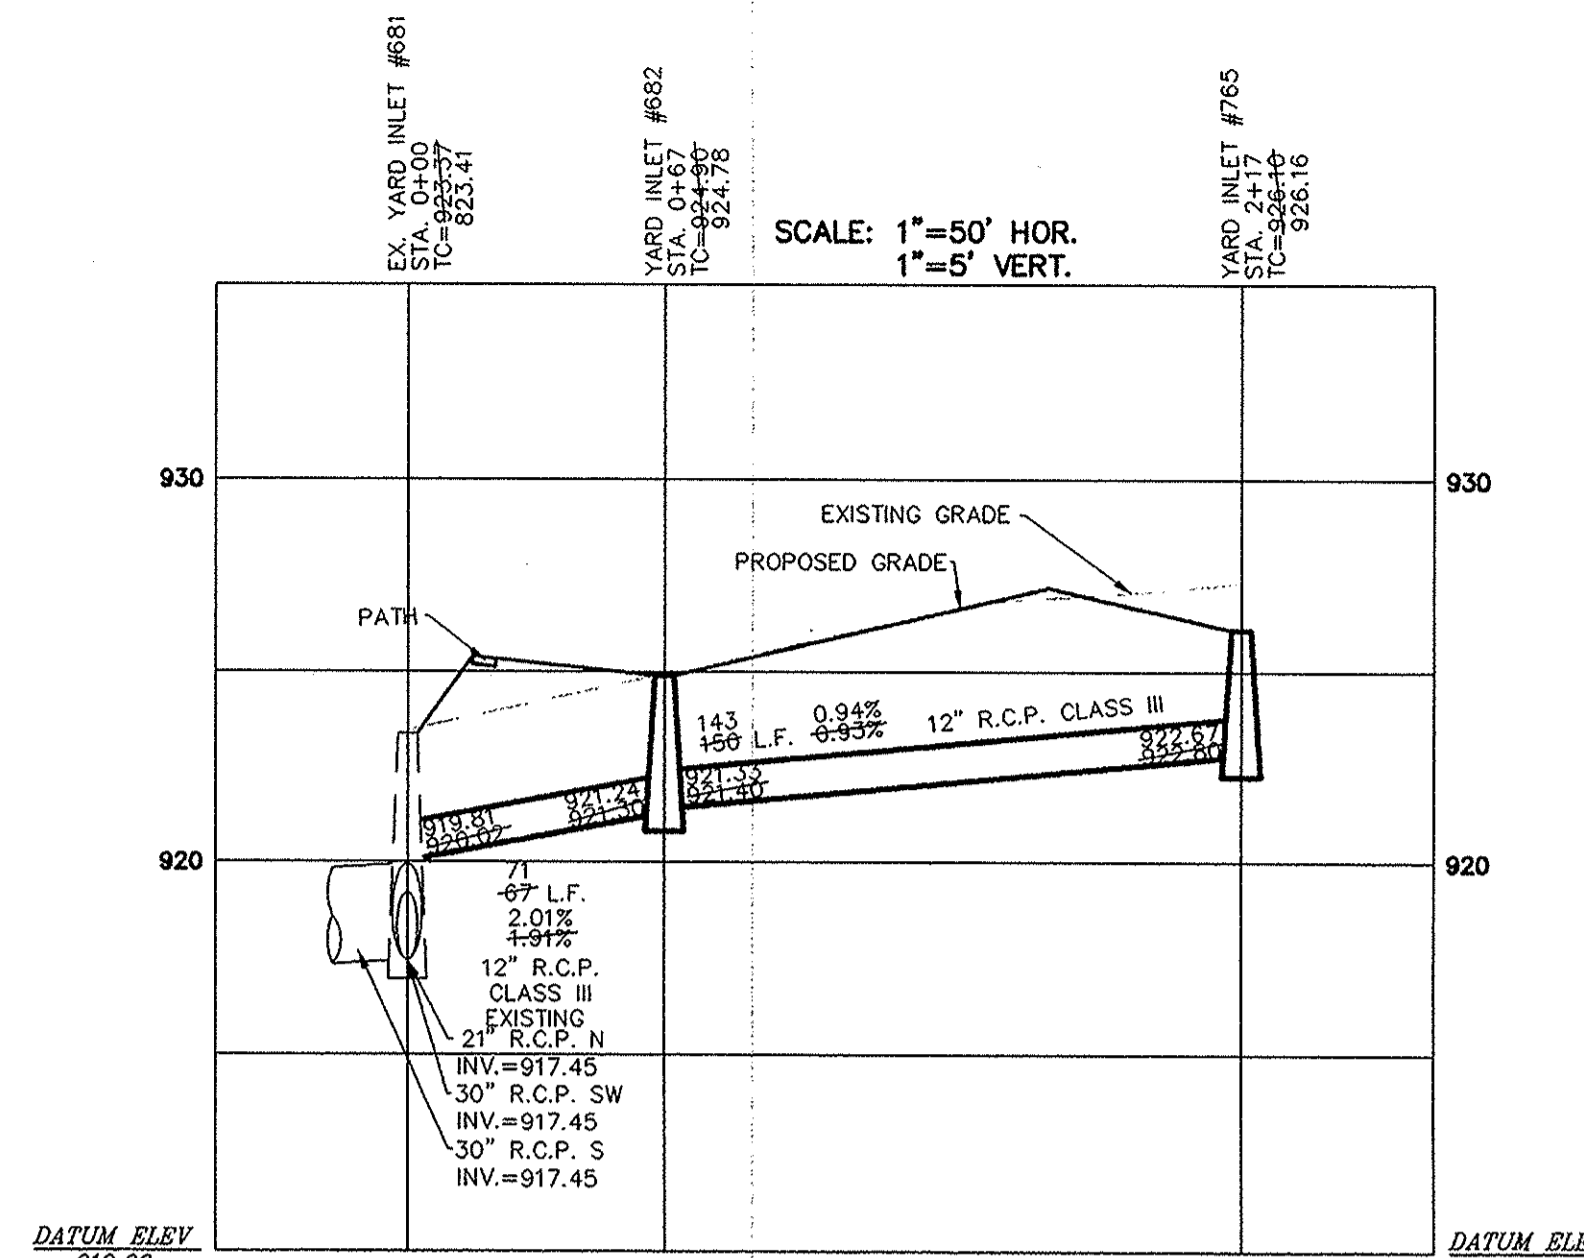 EX. YARD INLET #681
STA. 0+00
TC=923.37
823.41
YARD INLET #682
STA. 0+67
TC=924.90
924.78
YARD INLET #765
STA. 2+17
TC=926.10
926.16
SCALE: 1"=50' HOR.
1"=5' VERT.
930
930
EXISTING GRADE
PROPOSED GRADE
PATH
143
150 L.F.
0.94%
0.93%
12" R.C.P. CLASS III
922.67
922.80
921.24
921.30
921.33
921.40
919.81
920.02
920
920
71
67 L.F.
2.01%
1.91%
12" R.C.P.
CLASS III
EXISTING
21" R.C.P. N
INV.=917.45
30" R.C.P. SW
INV.=917.45
30" R.C.P. S
INV.=917.45
DATUM ELEV
DATUM